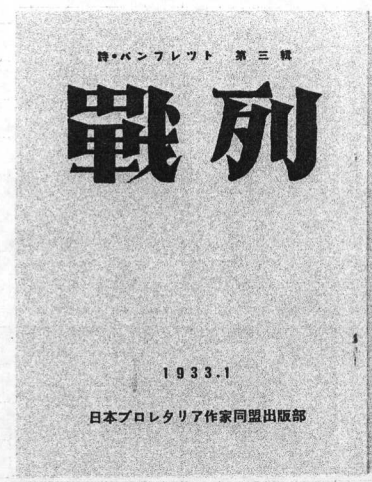 詩・パンフレツト 第三輯
戰列
1933.1
日本プロレタリア作家同盟出版部